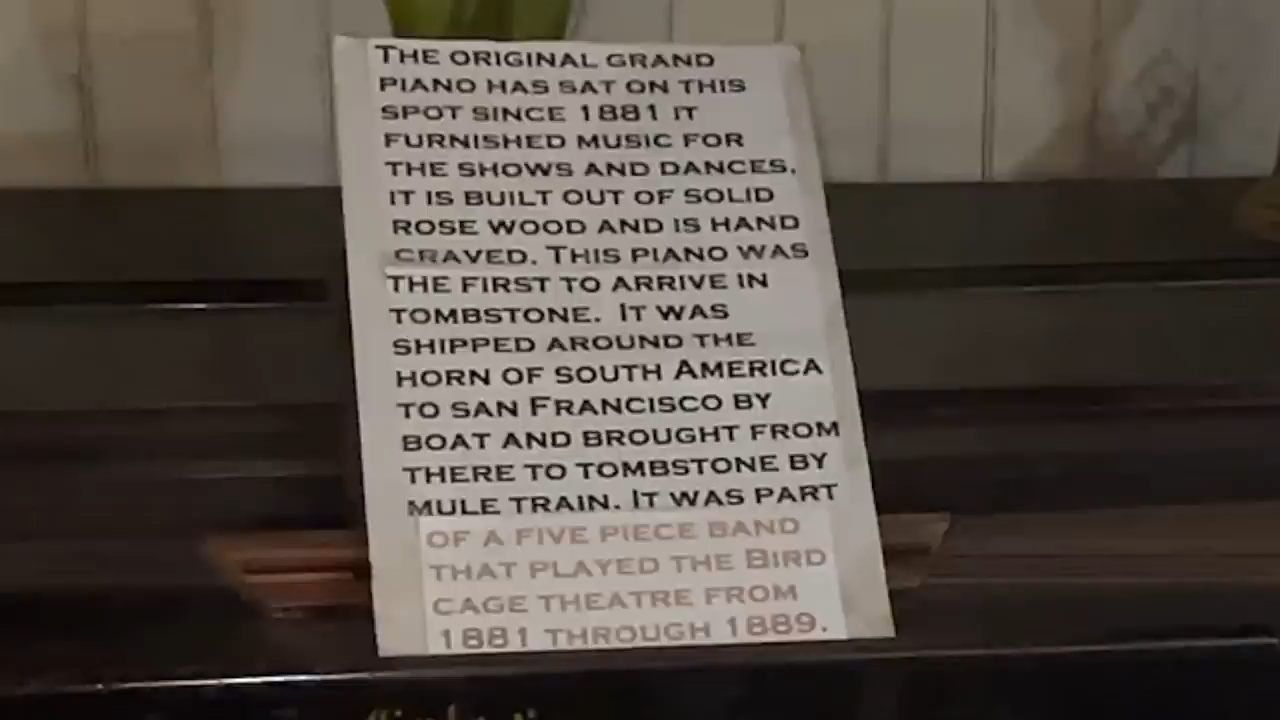 THE ORIGINAL GRAND
PIANO HAS SAT ON THIS
SPOT SINCE 1881 IT
FURNISHED MUSIC FOR
THE SHOWS AND DANCES.
IT IS BUILT OUT OF SOLID
ROSE WOOD AND IS HAND
CRAVED. THIS PIANO WAS
THE FIRST TO ARRIVE IN
TOMBSTONE. IT WAS
SHIPPED AROUND THE
HORN OF SOUTH AMERICA
TO SAN FRANCISCO BY
BOAT AND BROUGHT FROM
THERE TO TOMBSTONE BY
MULE TRAIN. IT WAS PART
OF A FIVE PIECE BAND
THAT PLAYED THE BIRD
CAGE THEATRE FROM
1881 THROUGH 1889.